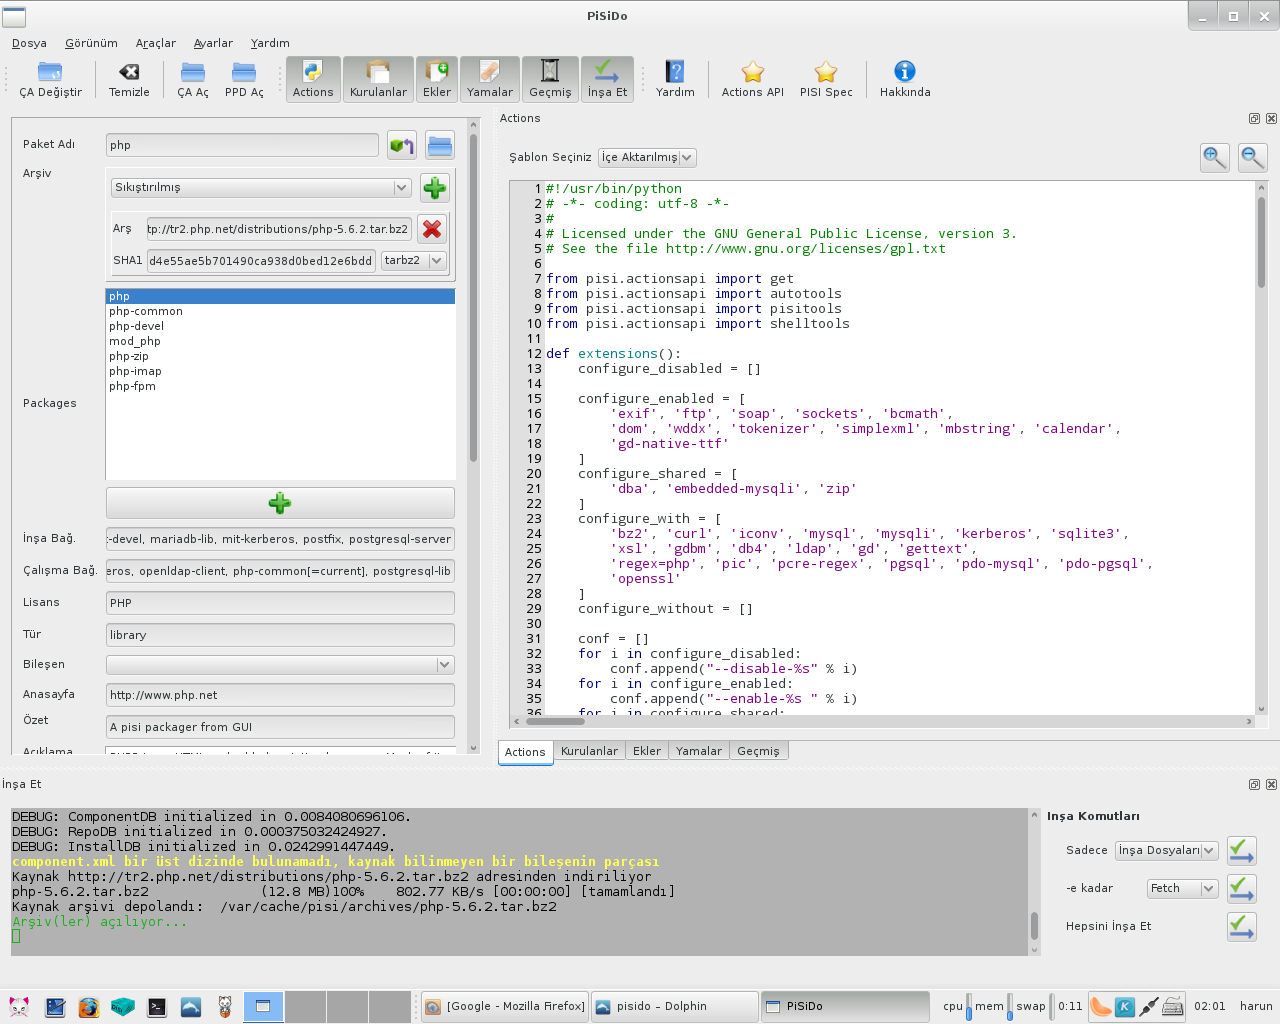 PiSiDo
Dosya Görünüm Araçlar Ayarlar Yardım
ÇA Değiştir Temizle ÇA Aç PPD Aç Actions Kurulanlar Ekler Yamalar Geçmiş İnşa Et Yardım Actions API PISI Spec Hakkında
Paket Adı php
Arşiv
Sıkıştırılmış
Arş tp://tr2.php.net/distributions/php-5.6.2.tar.bz2
SHA1 d4e55ae5b701490ca938d0bed12e6bdd tarbz2
Packages
php
php-common
php-devel
mod_php
php-zip
php-imap
php-fpm
İnşa Bağ. t-devel, mariadb-lib, mit-kerberos, postfix, postgresql-server
Çalışma Bağ. eros, openldap-client, php-common[=current], postgresql-lib
Lisans PHP
Tür library
Bileşen
Anasayfa http://www.php.net
Özet A pisi packager from GUI
Açıklama
Actions
Şablon Seçiniz İçe Aktarılmış
1 #!/usr/bin/python
2 # -*- coding: utf-8 -*-
3 #
4 # Licensed under the GNU General Public License, version 3.
5 # See the file http://www.gnu.org/licenses/gpl.txt
6
7 from pisi.actionsapi import get
8 from pisi.actionsapi import autotools
9 from pisi.actionsapi import pisitools
10 from pisi.actionsapi import shelltools
11
12 def extensions():
13     configure_disabled = []
14
15     configure_enabled = [
16         'exif', 'ftp', 'soap', 'sockets', 'bcmath',
17         'dom', 'wddx', 'tokenizer', 'simplexml', 'mbstring', 'calendar',
18         'gd-native-ttf'
19     ]
20     configure_shared = [
21         'dba', 'embedded-mysqli', 'zip'
22     ]
23     configure_with = [
24         'bz2', 'curl', 'iconv', 'mysql', 'mysqli', 'kerberos', 'sqlite3',
25         'xsl', 'gdbm', 'db4', 'ldap', 'gd', 'gettext',
26         'regex=php', 'pic', 'pcre-regex', 'pgsql', 'pdo-mysql', 'pdo-pgsql',
27         'openssl'
28     ]
29     configure_without = []
30
31     conf = []
32     for i in configure_disabled:
33         conf.append("--disable-%s" % i)
34     for i in configure_enabled:
35         conf.append("--enable-%s " % i)
36     for i in configure_shared:
Actions Kurulanlar Ekler Yamalar Geçmiş
İnşa Et
DEBUG: ComponentDB initialized in 0.0084080696106.
DEBUG: RepoDB initialized in 0.000375032424927.
DEBUG: InstallDB initialized in 0.0242991447449.
component.xml bir üst dizinde bulunamadı, kaynak bilinmeyen bir bileşenin parçası
Kaynak http://tr2.php.net/distributions/php-5.6.2.tar.bz2 adresinden indiriliyor
php-5.6.2.tar.bz2 (12.8 MB)100% 802.77 KB/s [00:00:00] [tamamlandı]
Kaynak arşivi depolandı: /var/cache/pisi/archives/php-5.6.2.tar.bz2
Arşiv(ler) açılıyor...
Inşa Komutları
Sadece İnşa Dosyaları
-e kadar Fetch
Hepsini İnşa Et
[Google - Mozilla Firefox] pisido – Dolphin PiSiDo cpu mem swap 0:11 02:01 harun